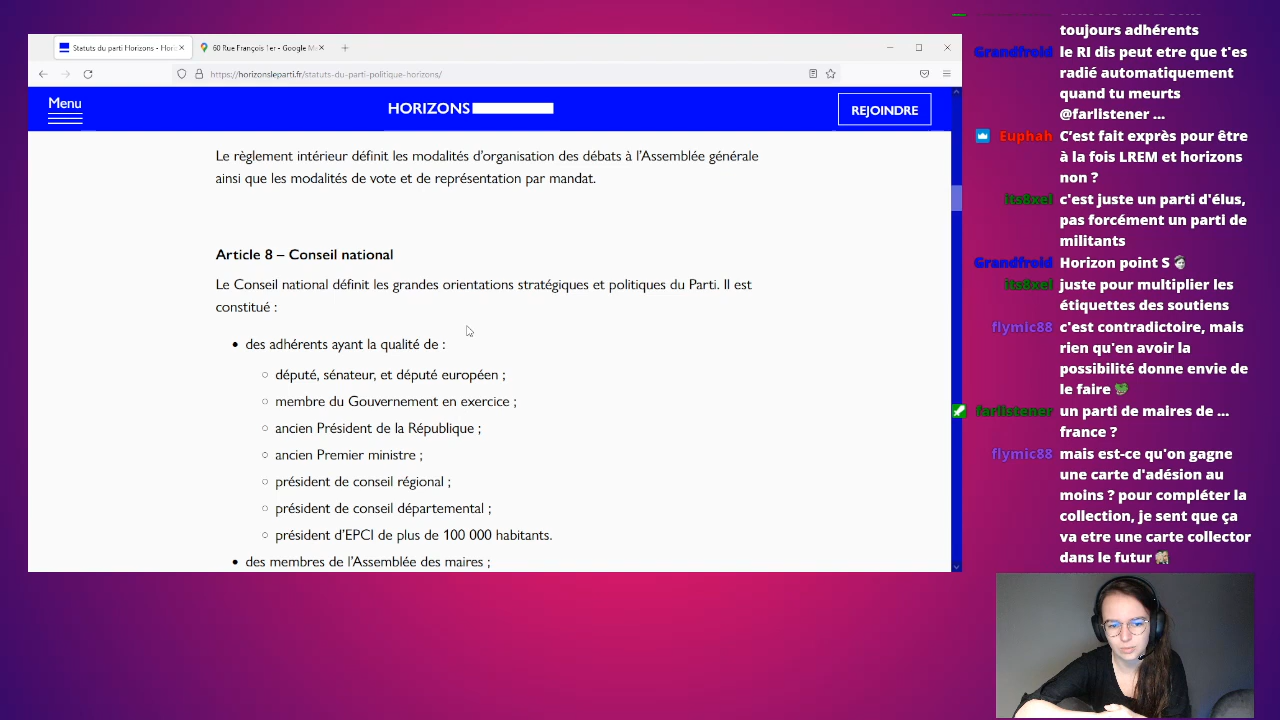 Statuts du parti Horizons - Hor
60 Rue François 1er - Google M
https://horizonsleparti.fr/statuts-du-parti-politique-horizons/
Menu
HORIZONS
REJOINDRE
Le règlement intérieur définit les modalités d'organisation des débats à l'Assemblée générale
ainsi que les modalités de vote et de représentation par mandat.
Article 8 – Conseil national
Le Conseil national définit les grandes orientations stratégiques et politiques du Parti. Il est
constitué :
des adhérents ayant la qualité de :
député, sénateur, et député européen ;
membre du Gouvernement en exercice ;
ancien Président de la République ;
ancien Premier ministre ;
président de conseil régional ;
président de conseil départemental ;
président d'EPCI de plus de 100 000 habitants.
des membres de l'Assemblée des maires ;
toujours adhérents
Grandfroid le RI dis peut etre que t'es
radié automatiquement
quand tu meurts
@farlistener ...
Euphah C'est fait exprès pour être
à la fois LREM et horizons
non ?
its8xel c'est juste un parti d'élus,
pas forcément un parti de
militants
Grandfroid Horizon point S
its8xel juste pour multiplier les
étiquettes des soutiens
flymic88 c'est contradictoire, mais
rien qu'en avoir la
possibilité donne envie de
le faire
farlistener un parti de maires de ...
france ?
flymic88 mais est-ce qu'on gagne
une carte d'adésion au
moins ? pour compléter la
collection, je sent que ça
va etre une carte collector
dans le futur